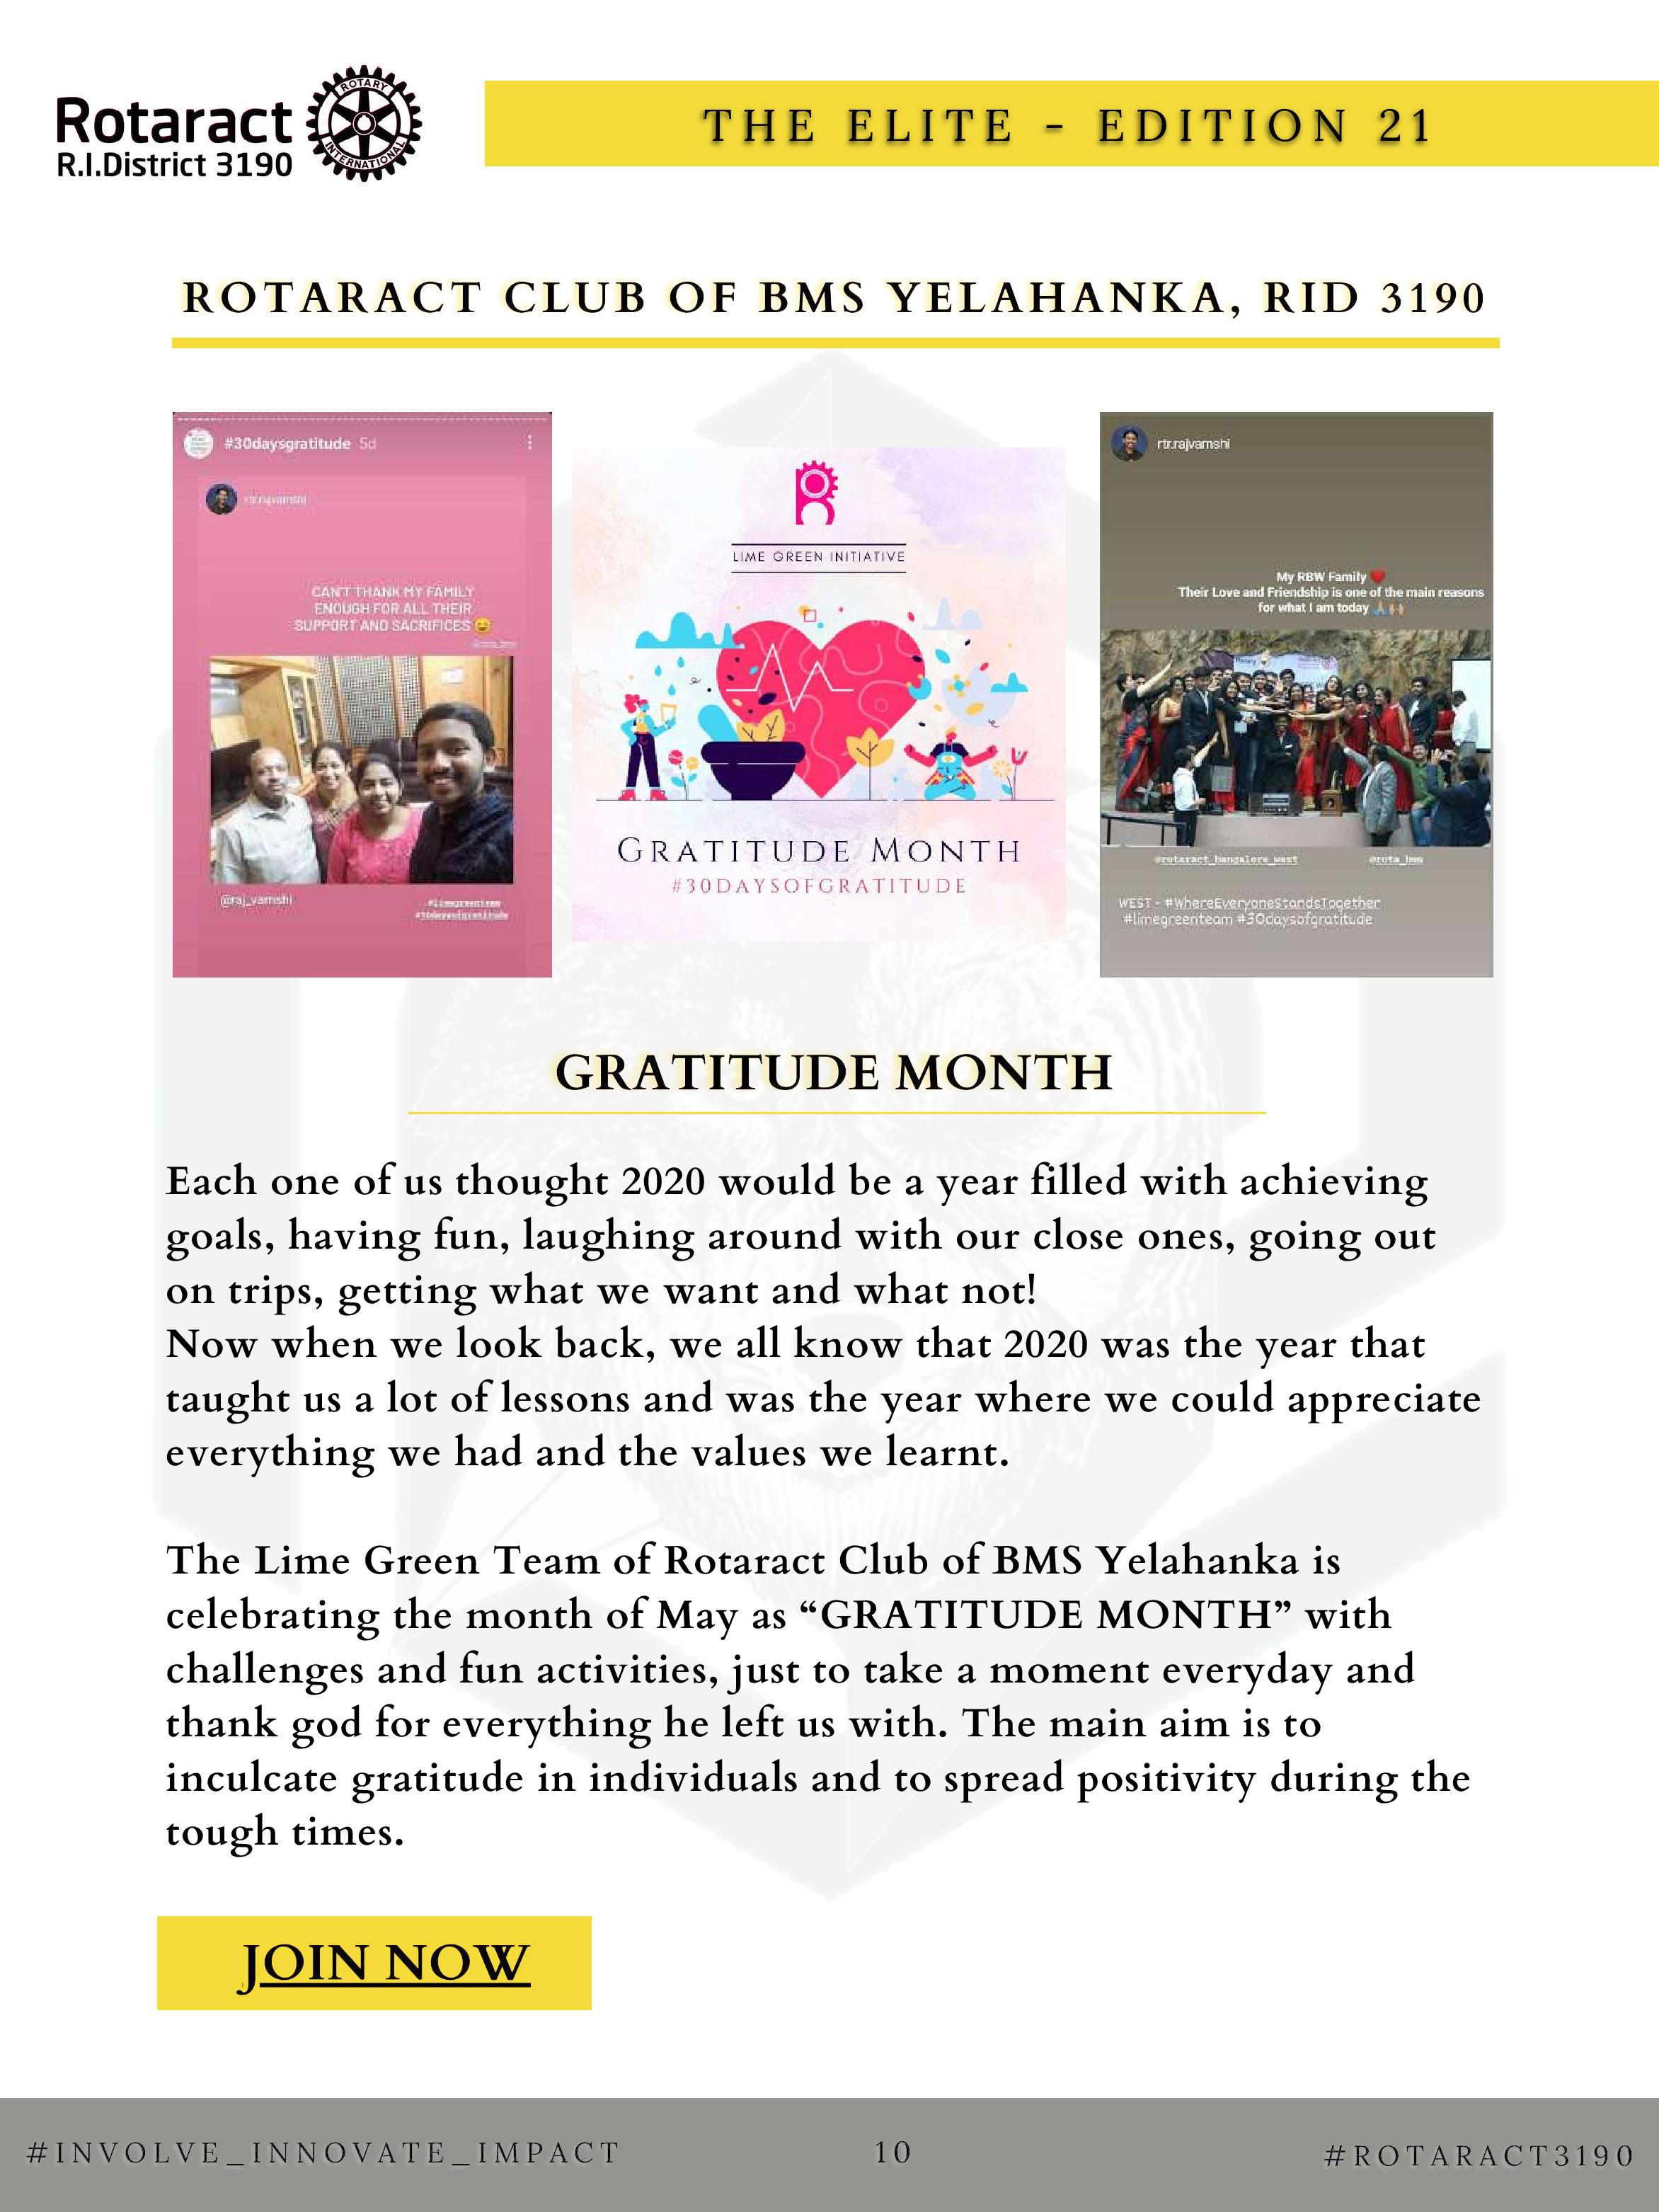 Rotaract
R.I.District 3190
ROTARY
INTERNATIONAL
THE ELITE - EDITION 21
ROTARACT CLUB OF BMS YELAHANKA, RID 3190
#30daysgratitude 5d
rtr.rajvamshi
CAN'T THANK MY FAMILY
ENOUGH FOR ALL THEIR
SUPPORT AND SACRIFICES
@raj_vamshi
#limegreenteam
#30daysofgratitude
LIME GREEN INITIATIVE
GRATITUDE MONTH
#30DAYSOFGRATITUDE
rtr.rajvamshi
My RBW Family
Their Love and Friendship is one of the main reasons
for what I am today
@rotaract_bangalore_west @rota_bms
WEST - #WhereEveryoneStandsTogether
#limegreenteam #30daysofgratitude
GRATITUDE MONTH
Each one of us thought 2020 would be a year filled with achieving
goals, having fun, laughing around with our close ones, going out
on trips, getting what we want and what not!
Now when we look back, we all know that 2020 was the year that
taught us a lot of lessons and was the year where we could appreciate
everything we had and the values we learnt.
The Lime Green Team of Rotaract Club of BMS Yelahanka is
celebrating the month of May as “GRATITUDE MONTH” with
challenges and fun activities, just to take a moment everyday and
thank god for everything he left us with. The main aim is to
inculcate gratitude in individuals and to spread positivity during the
tough times.
JOIN NOW
#INVOLVE_INNOVATE_IMPACT
10
#ROTARACT3190